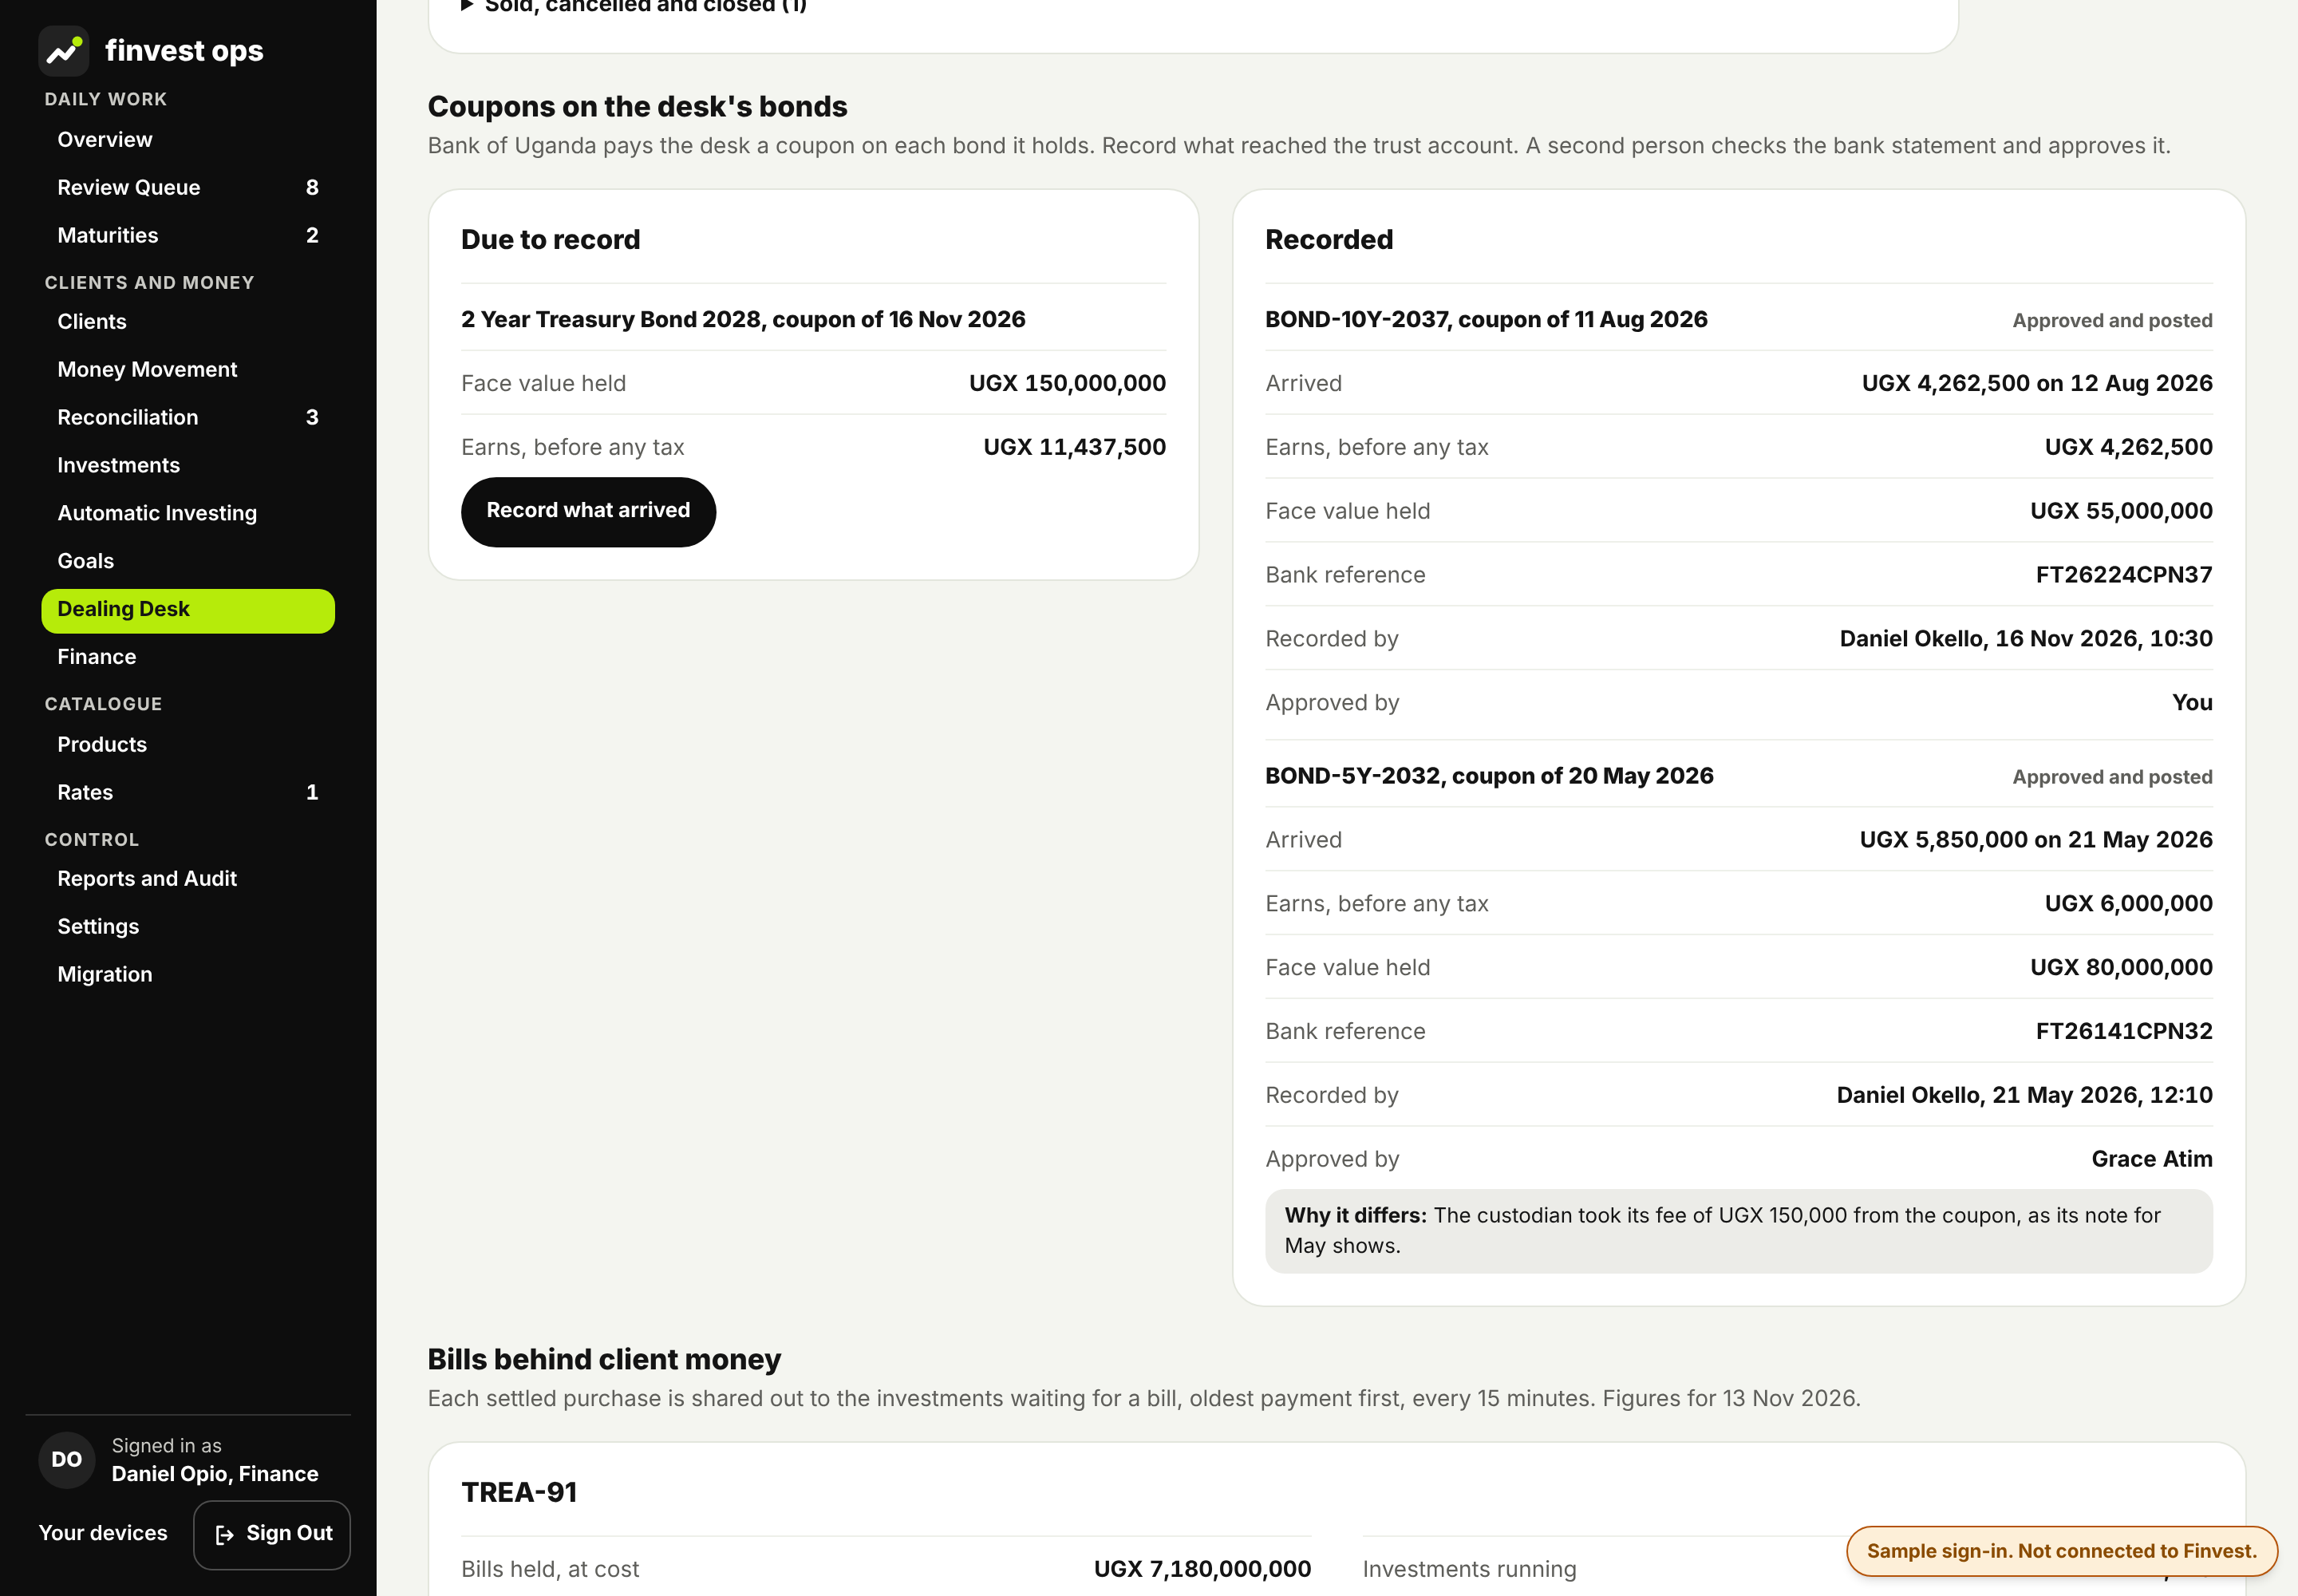 finvest ops
DAILY WORK
Overview
Review Queue 8
Maturities 2
CLIENTS AND MONEY
Clients
Money Movement
Reconciliation 3
Investments
Automatic Investing
Goals
Dealing Desk
Finance
CATALOGUE
Products
Rates 1
CONTROL
Reports and Audit
Settings
Migration
DO
Signed in as
Daniel Opio, Finance
Your devices
Sign Out
Sold, cancelled and closed (1)
Coupons on the desk's bonds
Bank of Uganda pays the desk a coupon on each bond it holds. Record what reached the trust account. A second person checks the bank statement and approves it.
Due to record
2 Year Treasury Bond 2028, coupon of 16 Nov 2026
Face value held UGX 150,000,000
Earns, before any tax UGX 11,437,500
Record what arrived
Recorded
BOND-10Y-2037, coupon of 11 Aug 2026 Approved and posted
Arrived UGX 4,262,500 on 12 Aug 2026
Earns, before any tax UGX 4,262,500
Face value held UGX 55,000,000
Bank reference FT26224CPN37
Recorded by Daniel Okello, 16 Nov 2026, 10:30
Approved by You
BOND-5Y-2032, coupon of 20 May 2026 Approved and posted
Arrived UGX 5,850,000 on 21 May 2026
Earns, before any tax UGX 6,000,000
Face value held UGX 80,000,000
Bank reference FT26141CPN32
Recorded by Daniel Okello, 21 May 2026, 12:10
Approved by Grace Atim
Why it differs: The custodian took its fee of UGX 150,000 from the coupon, as its note for
May shows.
Bills behind client money
Each settled purchase is shared out to the investments waiting for a bill, oldest payment first, every 15 minutes. Figures for 13 Nov 2026.
TREA-91
Bills held, at cost UGX 7,180,000,000
Investments running
Sample sign-in. Not connected to Finvest.